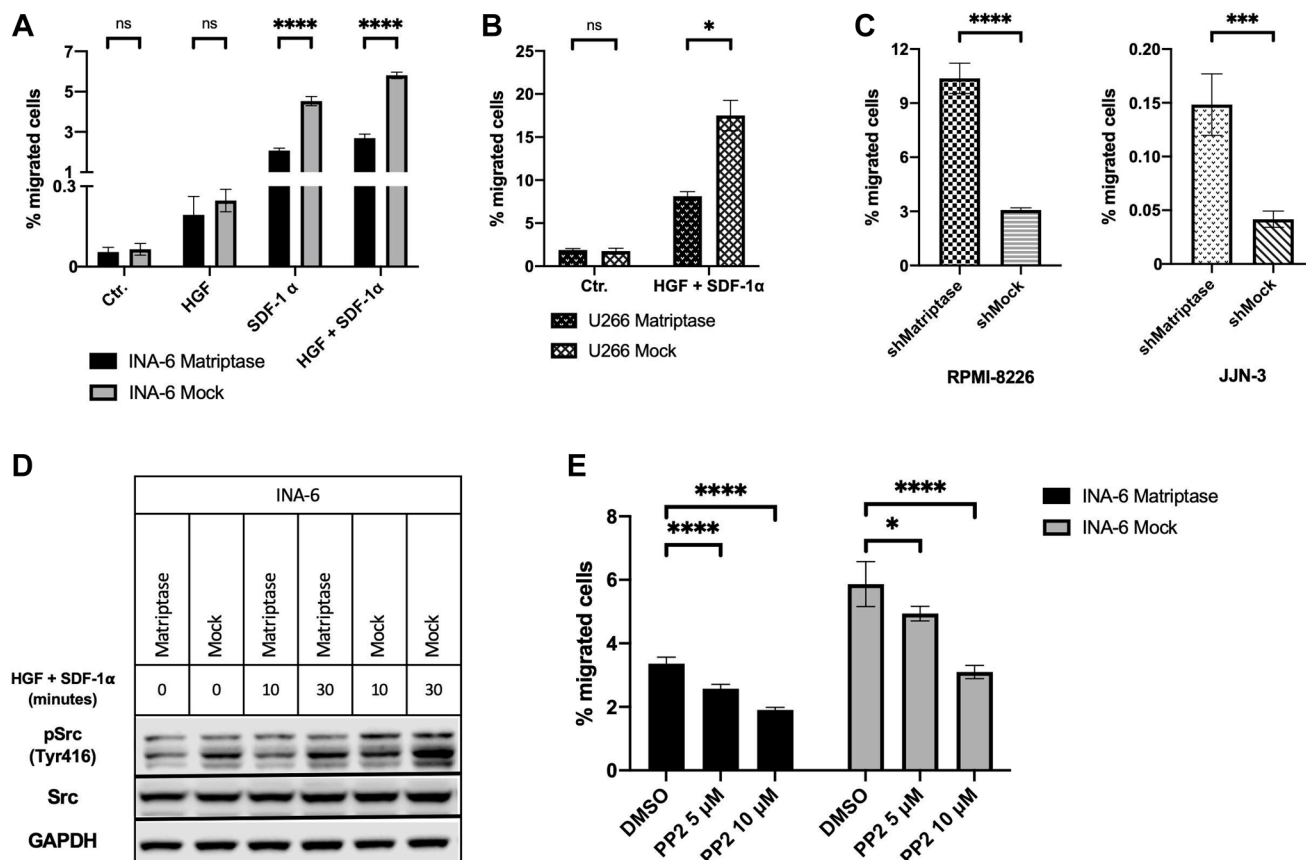 A
ns
ns
****
****
% migrated cells
7
5
3
1
0.3
0
Ctr.
HGF
SDF-1 α
HGF + SDF-1α
INA-6 Matriptase
INA-6 Mock
B
ns
*
% migrated cells
25
20
15
10
5
0
Ctr.
HGF + SDF-1α
U266 Matriptase
U266 Mock
C
****
% migrated cells
12
9
6
3
0
shMatriptase
shMock
RPMI-8226
***
% migrated cells
0.20
0.15
0.10
0.05
0.00
shMatriptase
shMock
JJN-3
D
INA-6
Matriptase
Mock
Matriptase
Matriptase
Mock
Mock
HGF + SDF-1α
(minutes)
0 0 10 30 10 30
pSrc
(Tyr416)
Src
GAPDH
E
****
****
****
*
% migrated cells
8
6
4
2
0
DMSO
PP2 5 µM
PP2 10 µM
DMSO
PP2 5 µM
PP2 10 µM
INA-6 Matriptase
INA-6 Mock